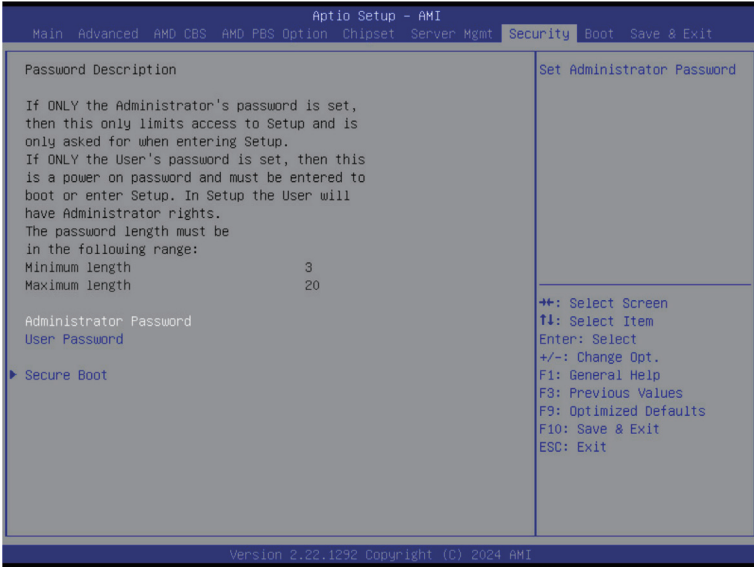 Aptio Setup – AMI
Main Advanced AMD CBS AMD PBS Option Chipset Server Mgmt Security Boot Save & Exit
Password Description
If ONLY the Administrator's password is set,
then this only limits access to Setup and is
only asked for when entering Setup.
If ONLY the User's password is set, then this
is a power on password and must be entered to
boot or enter Setup. In Setup the User will
have Administrator rights.
The password length must be
in the following range:
Minimum length 3
Maximum length 20
Administrator Password
User Password
Secure Boot
Set Administrator Password
→←: Select Screen
↑↓: Select Item
Enter: Select
+/-: Change Opt.
F1: General Help
F3: Previous Values
F9: Optimized Defaults
F10: Save & Exit
ESC: Exit
Version 2.22.1292 Copyright (C) 2024 AMI